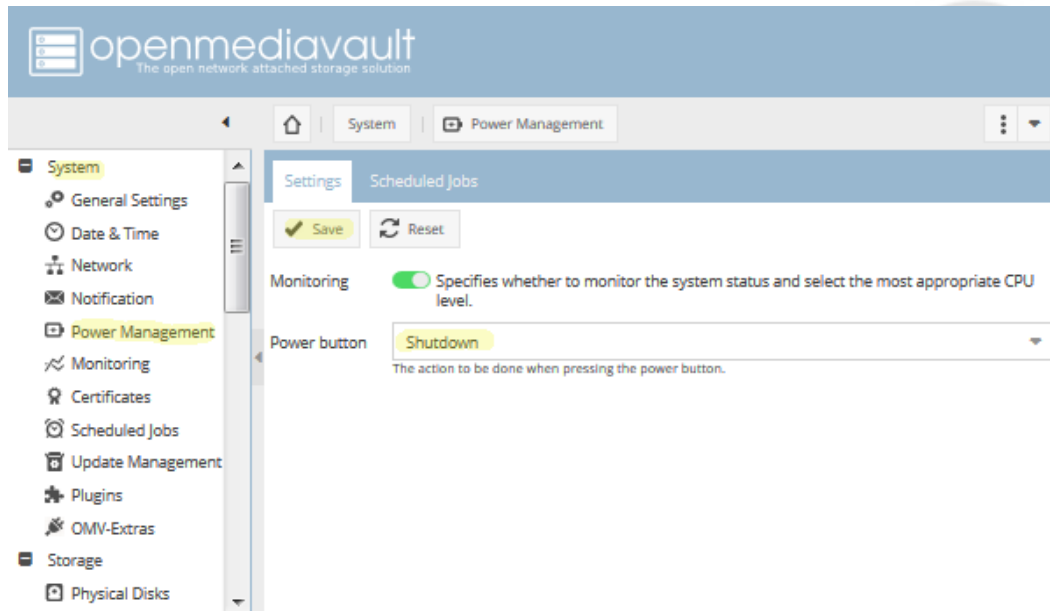 openmediavault
The open network attached storage solution
System
Power Management
System
General Settings
Date & Time
Network
Notification
Power Management
Monitoring
Certificates
Scheduled Jobs
Update Management
Plugins
OMV-Extras
Storage
Physical Disks
Settings
Scheduled Jobs
Save
Reset
Monitoring
Specifies whether to monitor the system status and select the most appropriate CPU
level.
Power button
Shutdown
The action to be done when pressing the power button.